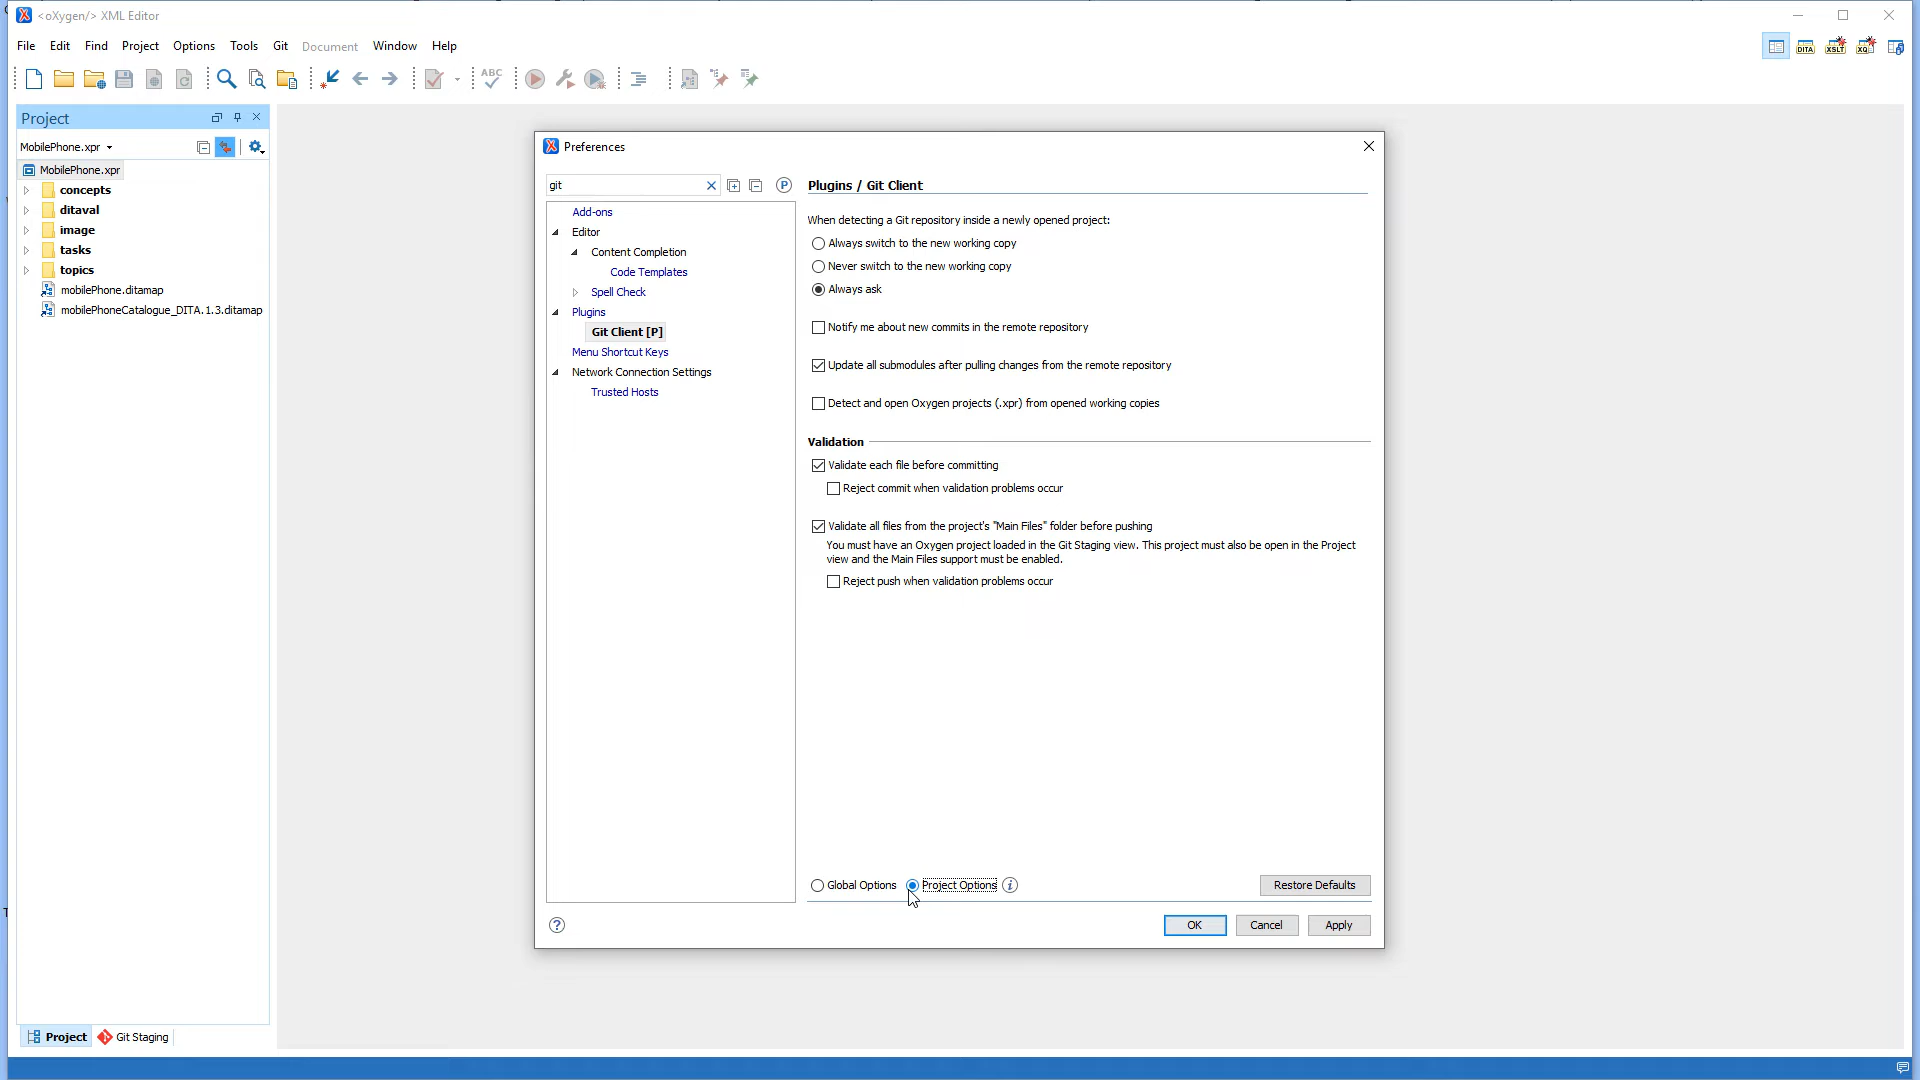 <oXygen/> XML Editor
File Edit Find Project Options Tools Git Document Window Help
DITA XSLT XQ
ABC
Project
MobilePhone.xpr
MobilePhone.xpr
concepts
ditaval
image
tasks
topics
mobilePhone.ditamap
mobilePhoneCatalogue_DITA.1.3.ditamap
Preferences
git
P
Add-ons
Editor
Content Completion
Code Templates
Spell Check
Plugins
Git Client [P]
Menu Shortcut Keys
Network Connection Settings
Trusted Hosts
Plugins / Git Client
When detecting a Git repository inside a newly opened project:
Always switch to the new working copy
Never switch to the new working copy
Always ask
Notify me about new commits in the remote repository
Update all submodules after pulling changes from the remote repository
Detect and open Oxygen projects (.xpr) from opened working copies
Validation
Validate each file before committing
Reject commit when validation problems occur
Validate all files from the project's "Main Files" folder before pushing
You must have an Oxygen project loaded in the Git Staging view. This project must also be open in the Project
view and the Main Files support must be enabled.
Reject push when validation problems occur
Global Options Project Options i
Restore Defaults
?
OK Cancel Apply
Project Git Staging